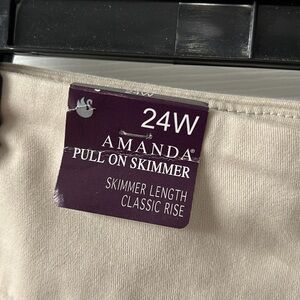 24W
AMANDA®
PULL ON SKIMMER
SKIMMER LENGTH
CLASSIC RISE